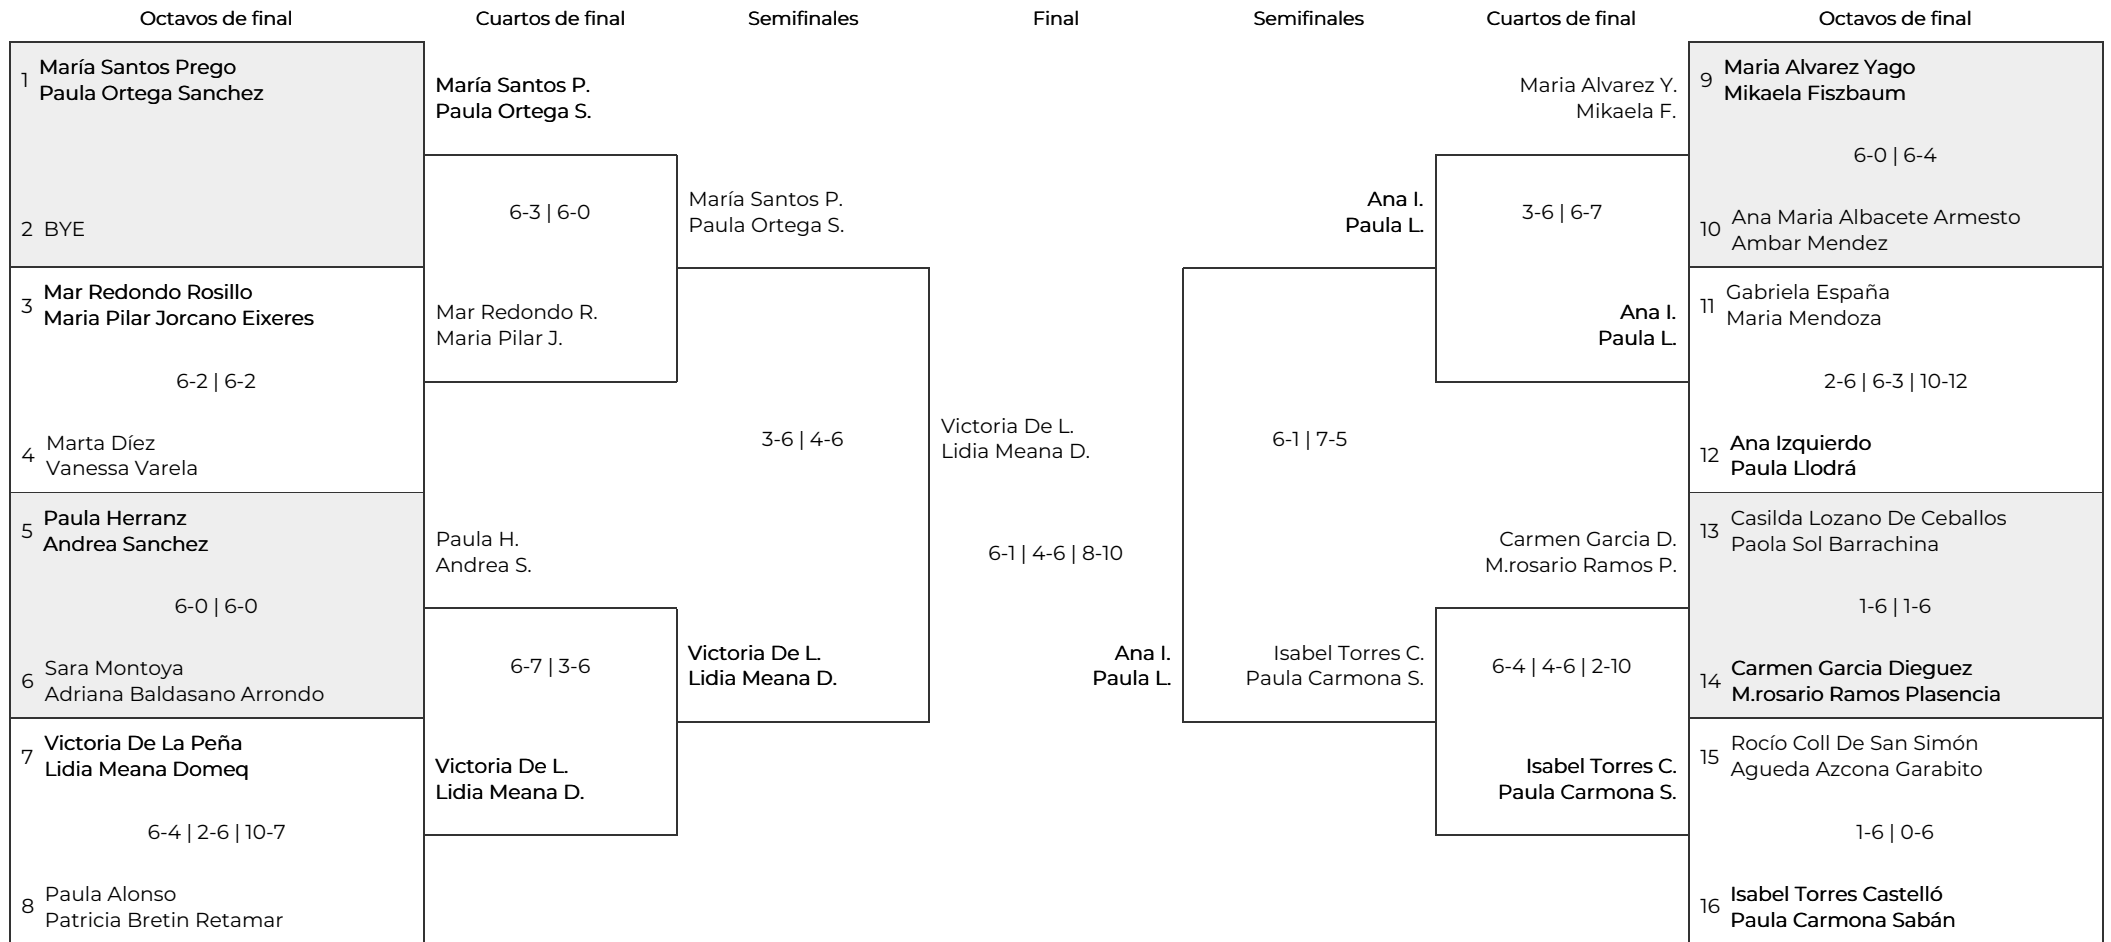 Octavos de final
Cuartos de final
Semifinales
Final
Semifinales
Cuartos de final
Octavos de final
1
María Santos Prego
Paula Ortega Sanchez
2 BYE
3
Mar Redondo Rosillo
Maria Pilar Jorcano Eixeres
6-2 | 6-2
4
Marta Díez
Vanessa Varela
5
Paula Herranz
Andrea Sanchez
6-0 | 6-0
6
Sara Montoya
Adriana Baldasano Arrondo
7
Victoria De La Peña
Lidia Meana Domeq
6-4 | 2-6 | 10-7
8
Paula Alonso
Patricia Bretin Retamar
María Santos P.
Paula Ortega S.
6-3 | 6-0
Mar Redondo R.
Maria Pilar J.
Paula H.
Andrea S.
6-7 | 3-6
Victoria De L.
Lidia Meana D.
María Santos P.
Paula Ortega S.
3-6 | 4-6
Victoria De L.
Lidia Meana D.
Victoria De L.
Lidia Meana D.
6-1 | 4-6 | 8-10
Ana I.
Paula L.
Ana I.
Paula L.
6-1 | 7-5
Isabel Torres C.
Paula Carmona S.
Maria Alvarez Y.
Mikaela F.
3-6 | 6-7
Ana I.
Paula L.
Carmen Garcia D.
M.rosario Ramos P.
6-4 | 4-6 | 2-10
Isabel Torres C.
Paula Carmona S.
9
Maria Alvarez Yago
Mikaela Fiszbaum
6-0 | 6-4
10
Ana Maria Albacete Armesto
Ambar Mendez
11
Gabriela España
Maria Mendoza
2-6 | 6-3 | 10-12
12
Ana Izquierdo
Paula Llodrá
13
Casilda Lozano De Ceballos
Paola Sol Barrachina
1-6 | 1-6
14
Carmen Garcia Dieguez
M.rosario Ramos Plasencia
15
Rocío Coll De San Simón
Agueda Azcona Garabito
1-6 | 0-6
16
Isabel Torres Castelló
Paula Carmona Sabán